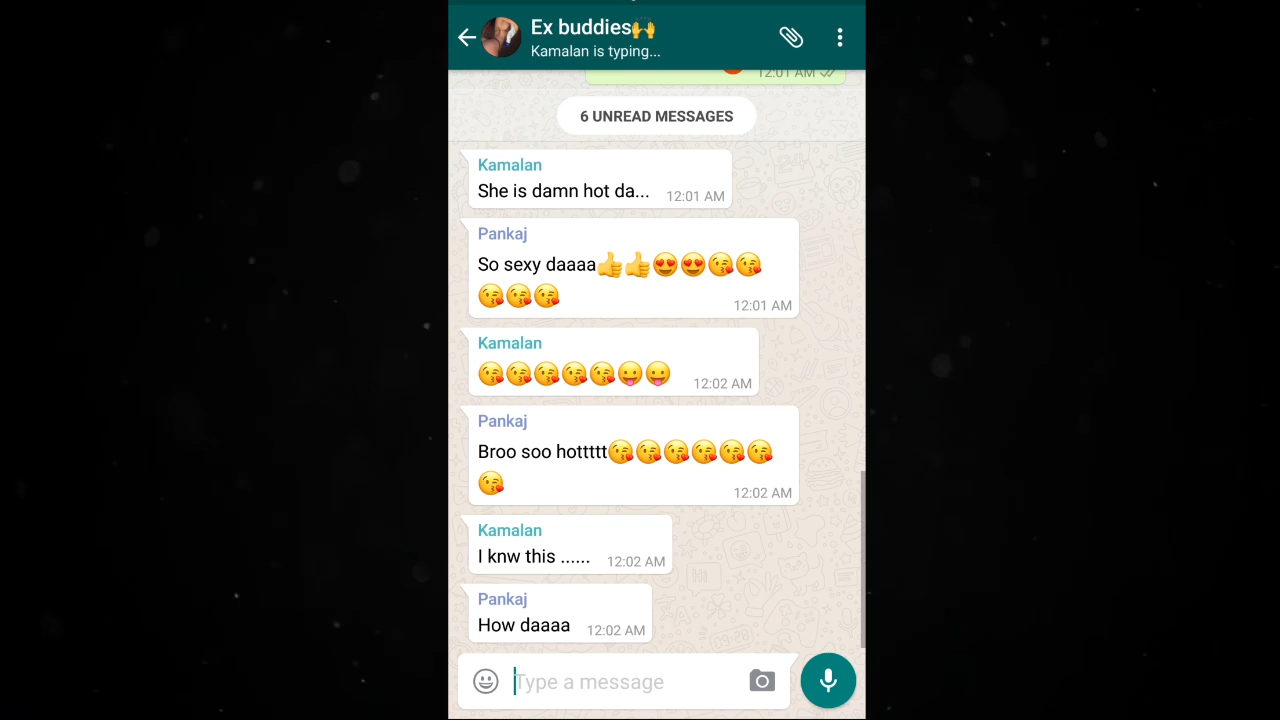 Ex buddies🙌
Kamalan is typing...
12:01 AM
6 UNREAD MESSAGES
Kamalan
She is damn hot da... 12:01 AM
Pankaj
So sexy daaaa👍👍😍😍😘😘
😘😘😘 12:01 AM
Kamalan
😘😘😘😘😘😛😛 12:02 AM
Pankaj
Broo soo hottttt😘😘😘😘😘😘
😘 12:02 AM
Kamalan
I knw this ...... 12:02 AM
Pankaj
How daaaa 12:02 AM
Type a message